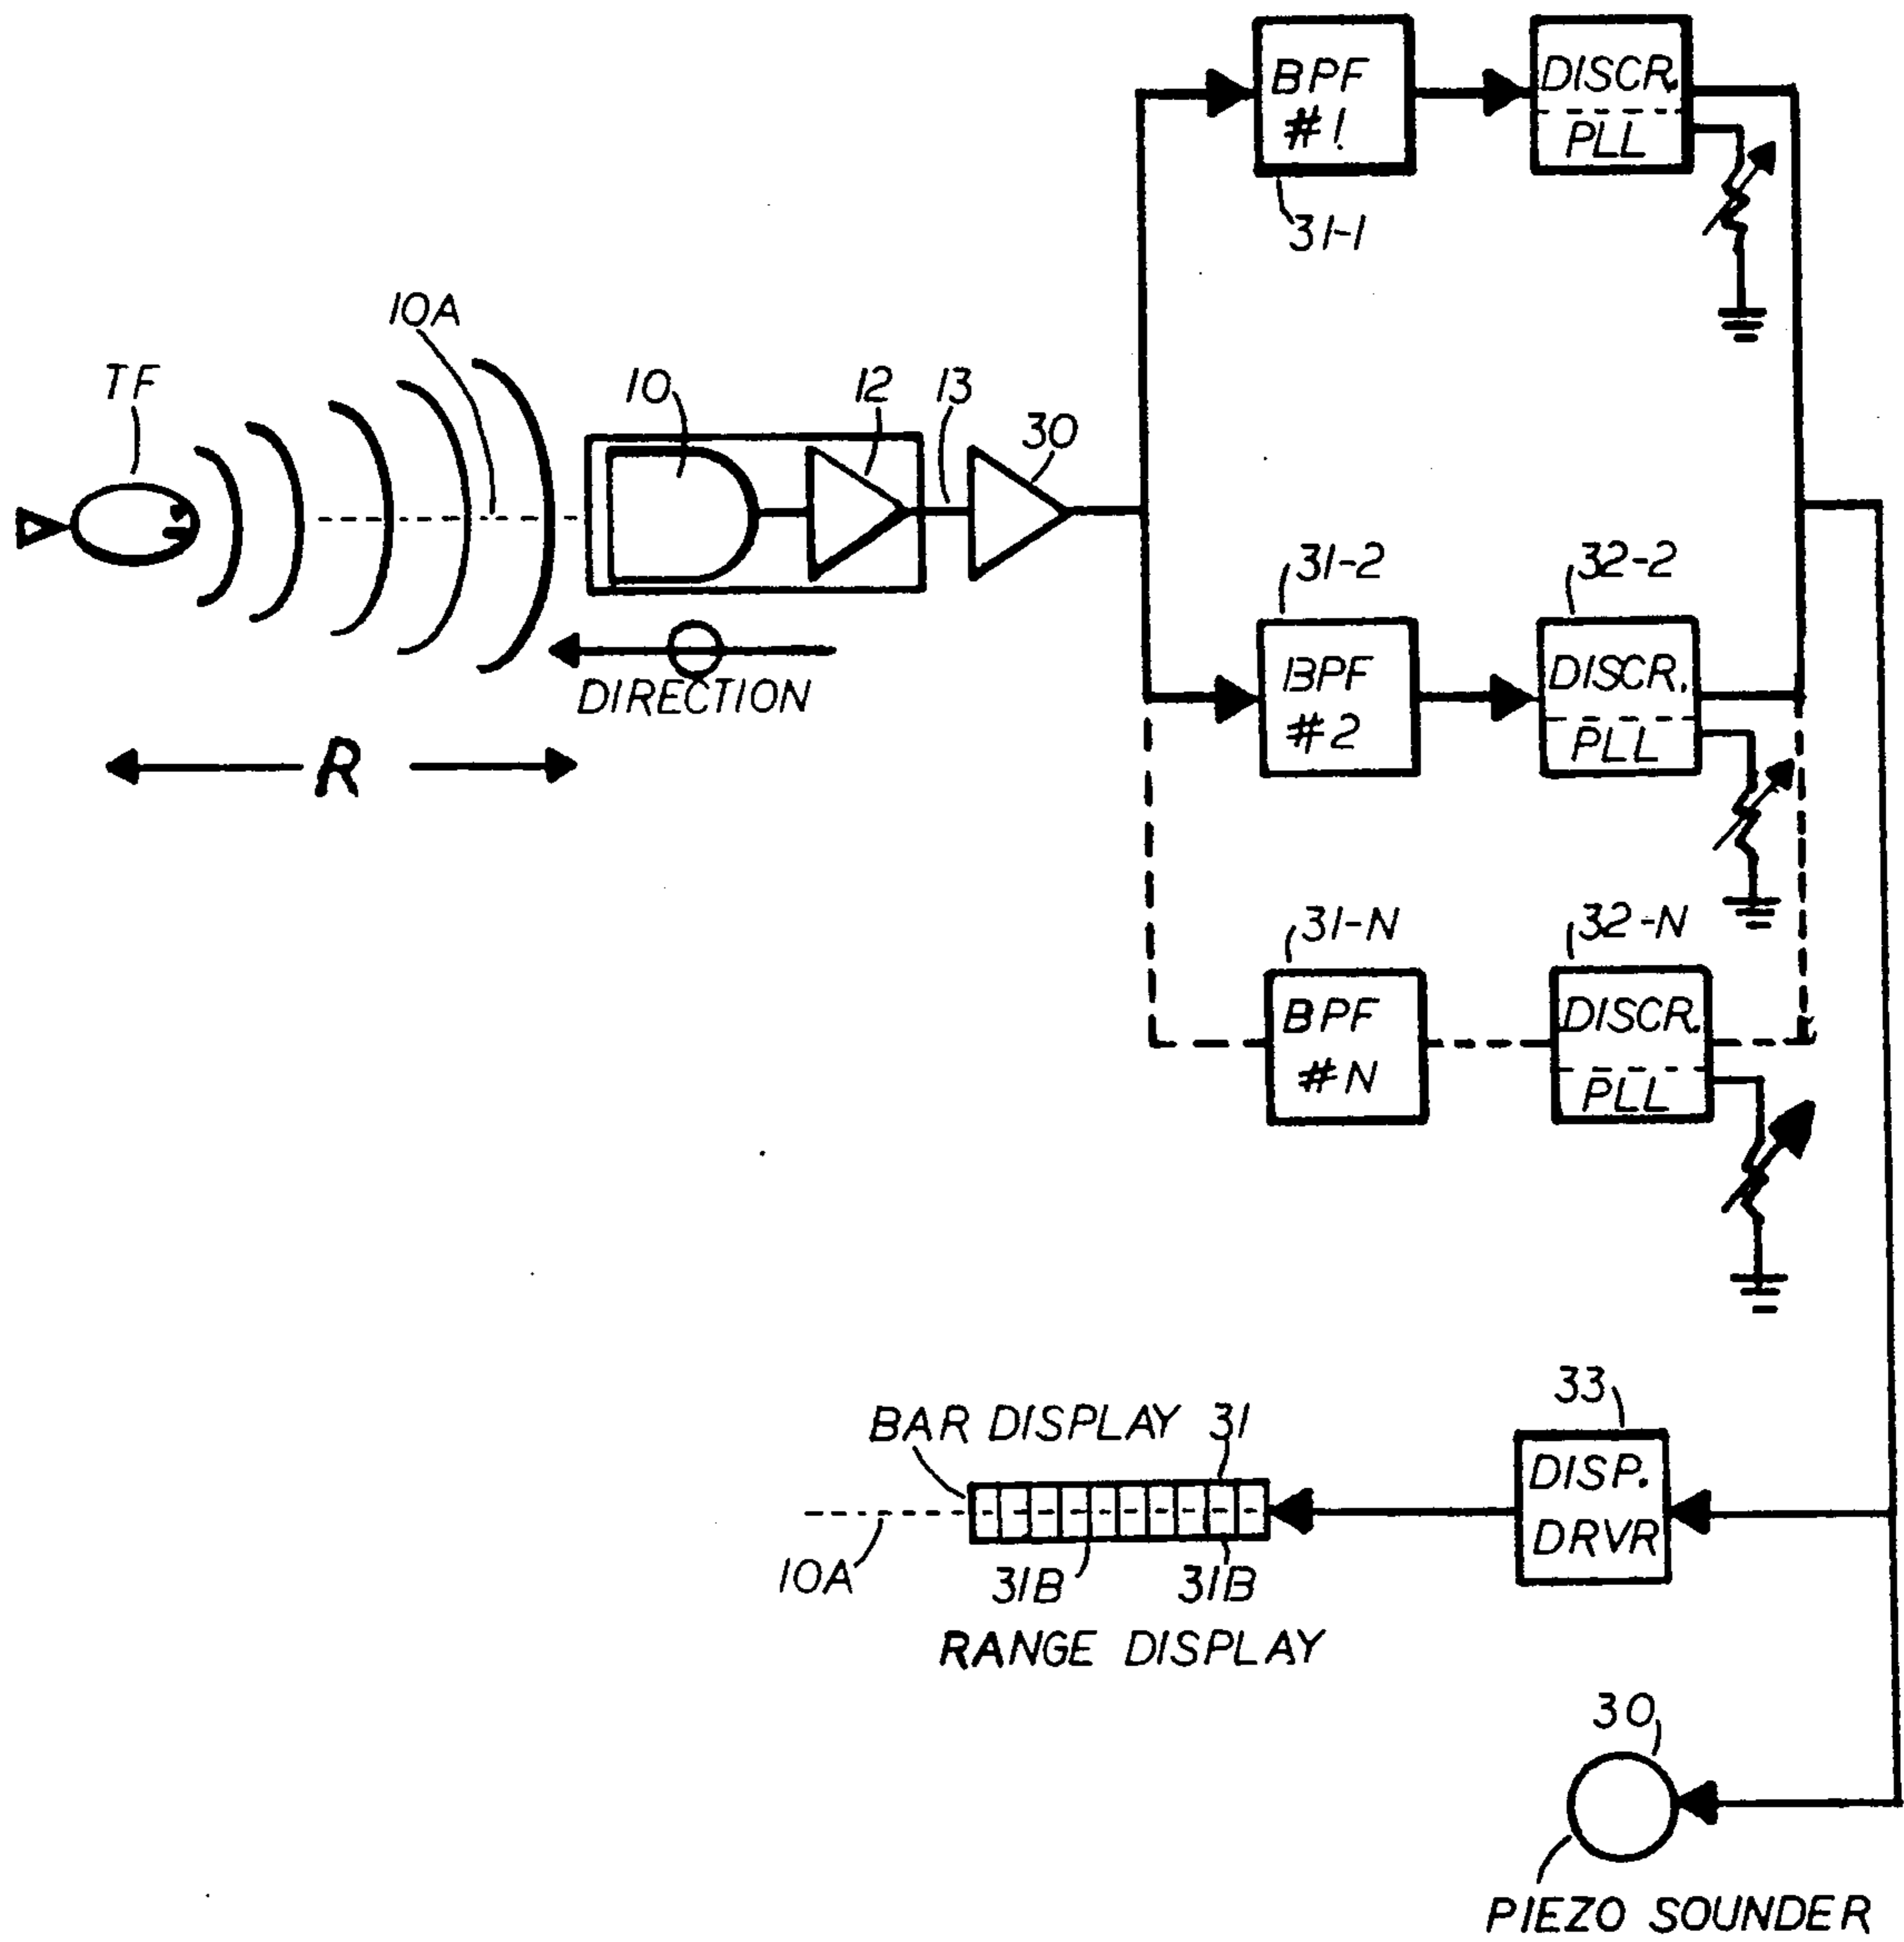 BPF
#1
DISCR.
PLL
31-1
10A
TF
10
12
13
30
DIRECTION
R
31-2
32-2
BPF
#2
DISCR.
PLL
31-N
32-N
BPF
#N
DISCR.
PLL
33
BAR DISPLAY 31
DISP.
DRVR
10A
31B
31B
RANGE DISPLAY
30
PIEZO SOUNDER